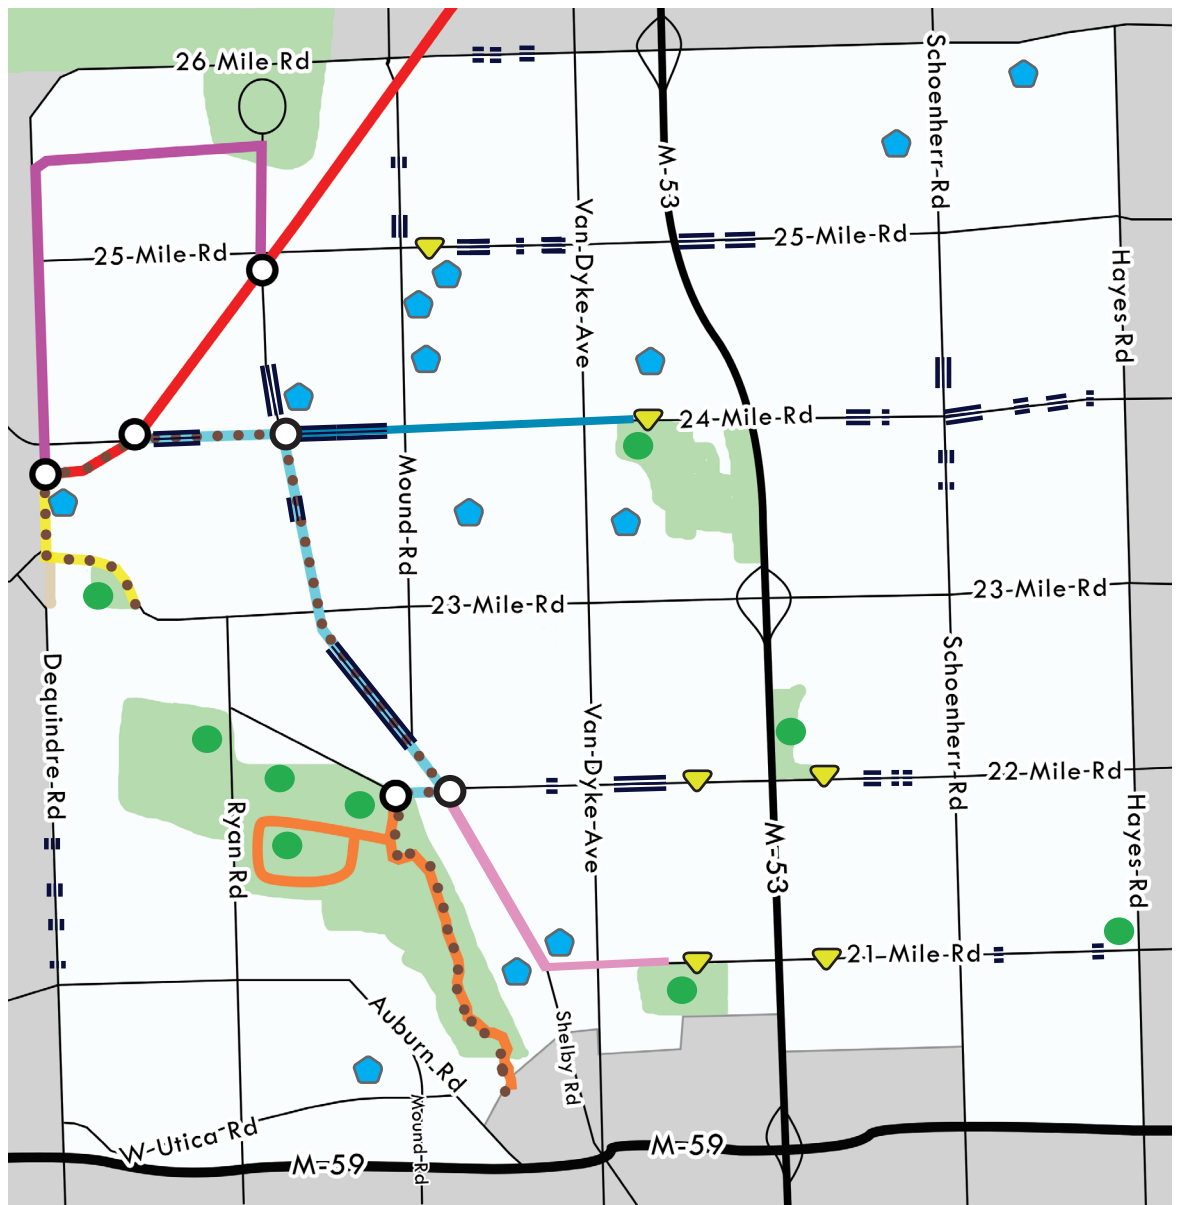 26-Mile Rd
Schoenherr-Rd
M-53
Van-Dyke-Ave
25-Mile-Rd
25-Mile-Rd
Hayes-Rd
24-Mile-Rd
Mound-Rd
23-Mile-Rd
23-Mile-Rd
Dequindre-Rd
Schoenherr-Rd
Van-Dyke-Ave
22-Mile-Rd
Ryan-Rd
M-53
Hayes-Rd
21-Mile-Rd
Auburn-Rd
Shelby Rd
Mound-Rd
W-Utica-Rd
M-59
M-59